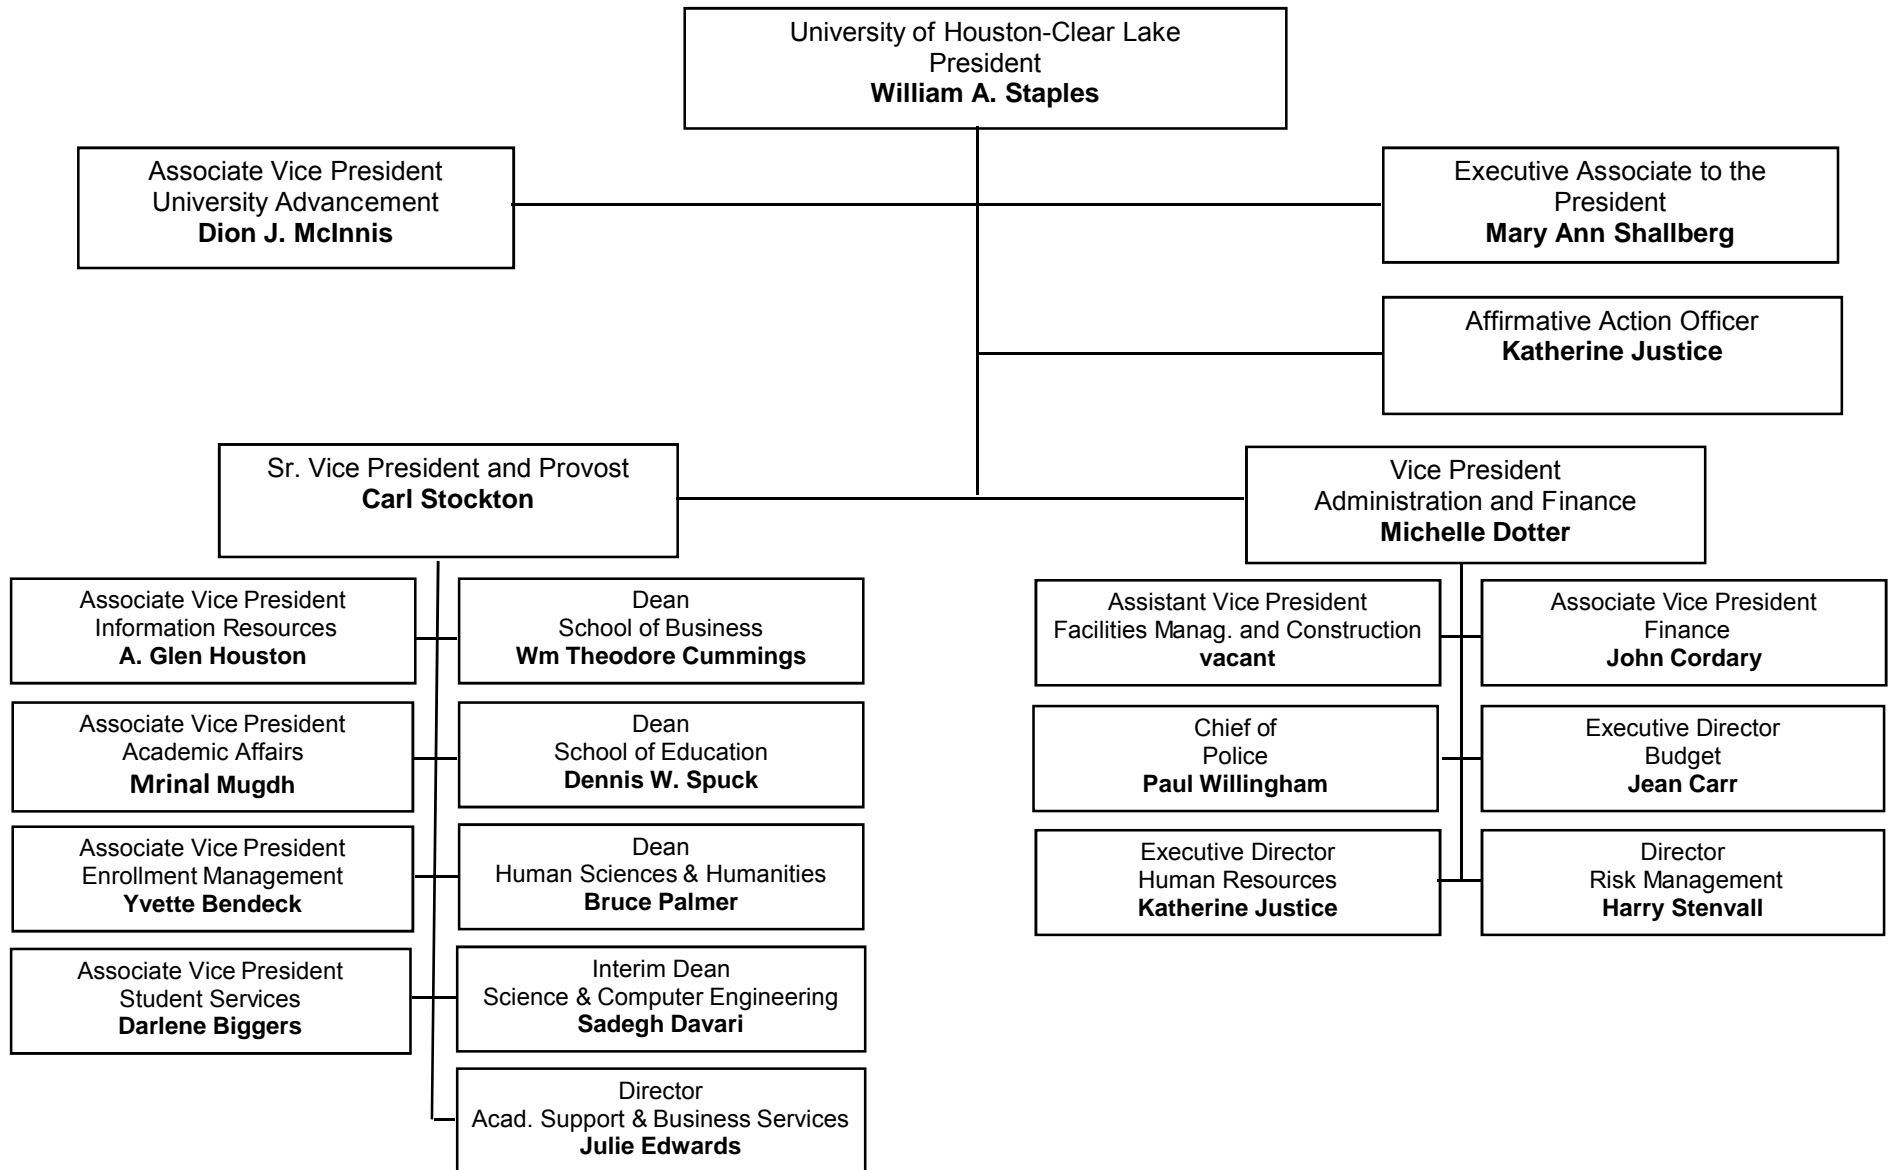 University of Houston-Clear Lake
President
William A. Staples
Associate Vice President
University Advancement
Dion J. McInnis
Executive Associate to the
President
Mary Ann Shallberg
Affirmative Action Officer
Katherine Justice
Sr. Vice President and Provost
Carl Stockton
Vice President
Administration and Finance
Michelle Dotter
Associate Vice President
Information Resources
A. Glen Houston
Dean
School of Business
Wm Theodore Cummings
Assistant Vice President
Facilities Manag. and Construction
vacant
Associate Vice President
Finance
John Cordary
Associate Vice President
Academic Affairs
Mrinal Mugdh
Dean
School of Education
Dennis W. Spuck
Chief of
Police
Paul Willingham
Executive Director
Budget
Jean Carr
Associate Vice President
Enrollment Management
Yvette Bendeck
Dean
Human Sciences & Humanities
Bruce Palmer
Executive Director
Human Resources
Katherine Justice
Director
Risk Management
Harry Stenvall
Associate Vice President
Student Services
Darlene Biggers
Interim Dean
Science & Computer Engineering
Sadegh Davari
Director
Acad. Support & Business Services
Julie Edwards